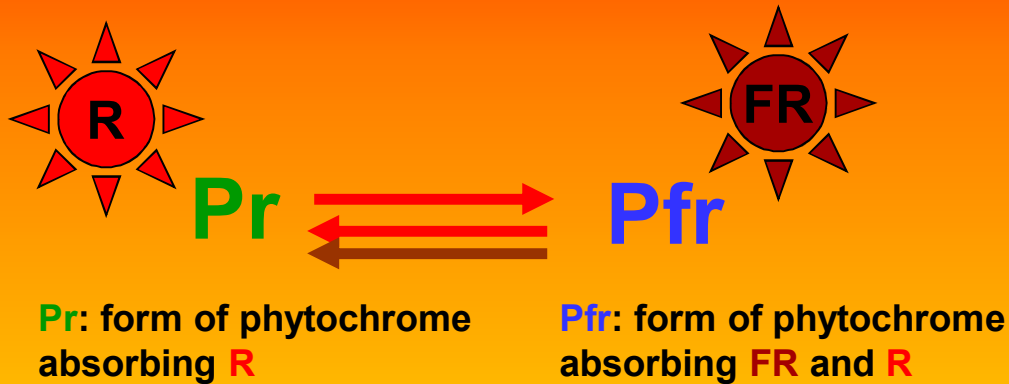 R
FR
Pr
Pfr
Pr: form of phytochrome
absorbing R
Pfr: form of phytochrome
absorbing FR and R